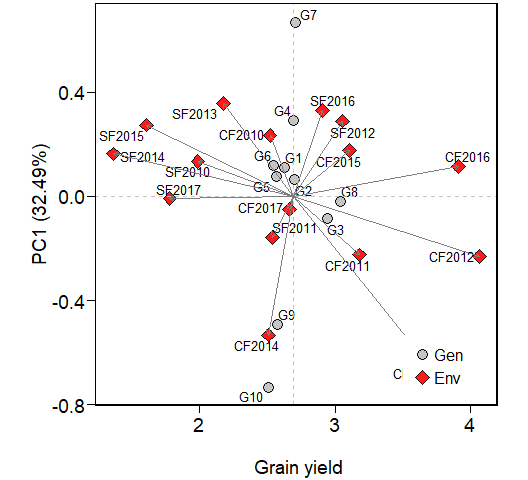 G7
0.4
SF2016
SF2013
G4
CF2010
SF2012
SF2015
SF2014
G6
G1
CF2015
CF2016
SF2010
G5
G2
SF2017
G8
0.0
CF2017
SF2011
G3
CF2011
CF2012
PC1 (32.49%)
-0.4
G9
CF2014
Gen
Env
G10
-0.8
2
3
4
Grain yield